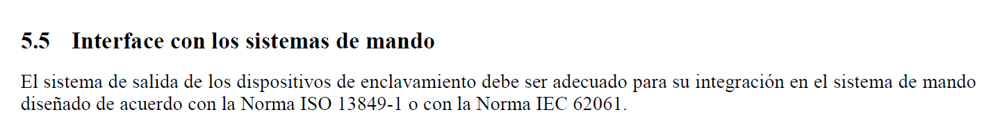 5.5 Interface con los sistemas de mando
El sistema de salida de los dispositivos de enclavamiento debe ser adecuado para su integración en el sistema de mando
diseñado de acuerdo con la Norma ISO 13849-1 o con la Norma IEC 62061.